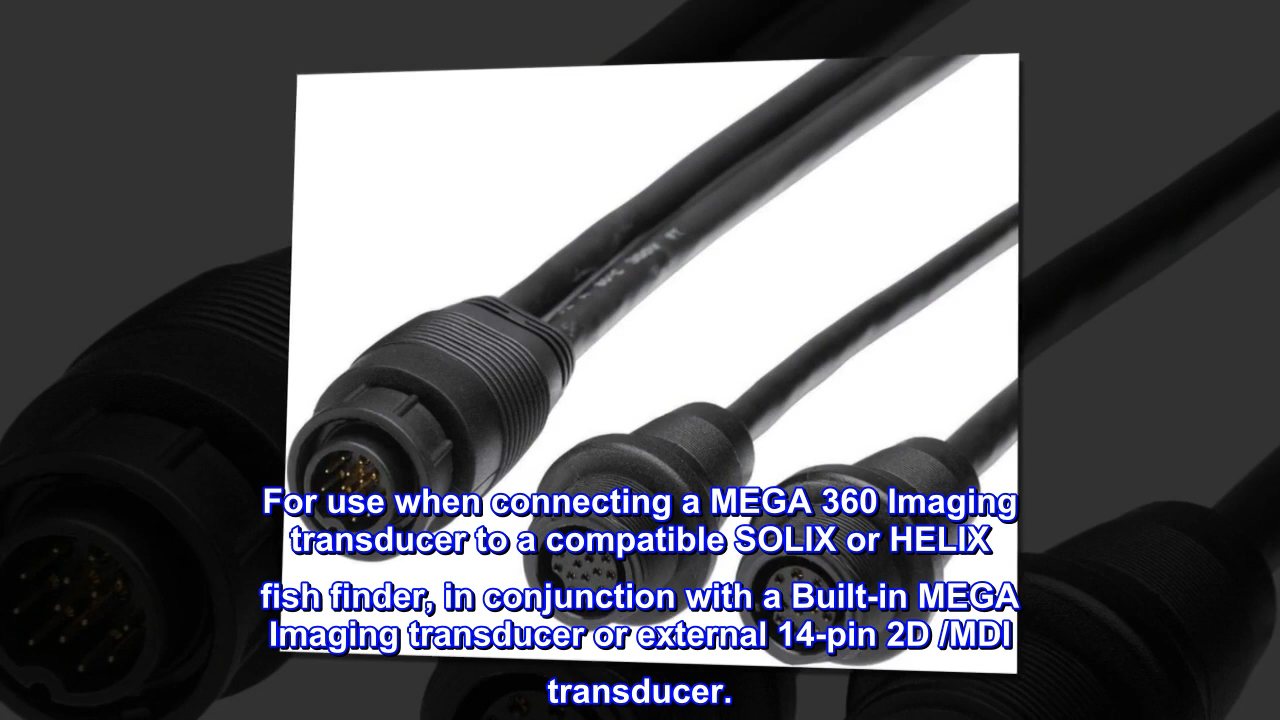 For use when connecting a MEGA 360 Imaging
transducer to a compatible SOLIX or HELIX
fish finder, in conjunction with a Built-in MEGA
Imaging transducer or external 14-pin 2D /MDI
transducer.